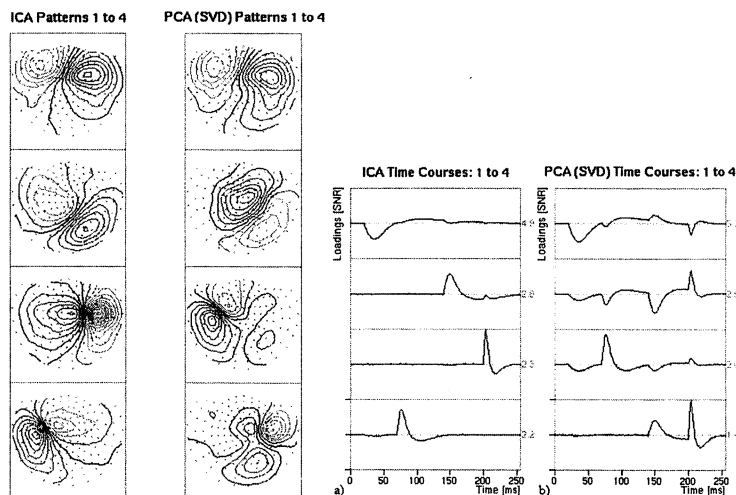 ICA Patterns 1 to 4
PCA (SVD) Patterns 1 to 4
ICA Time Courses: 1 to 4
PCA (SVD) Time Courses: 1 to 4
Loadings [SNR]
Loadings [SNR]
0 50 100 150 200 250
Time [ms]
a)
0 50 100 150 200 250
Time [ms]
b)